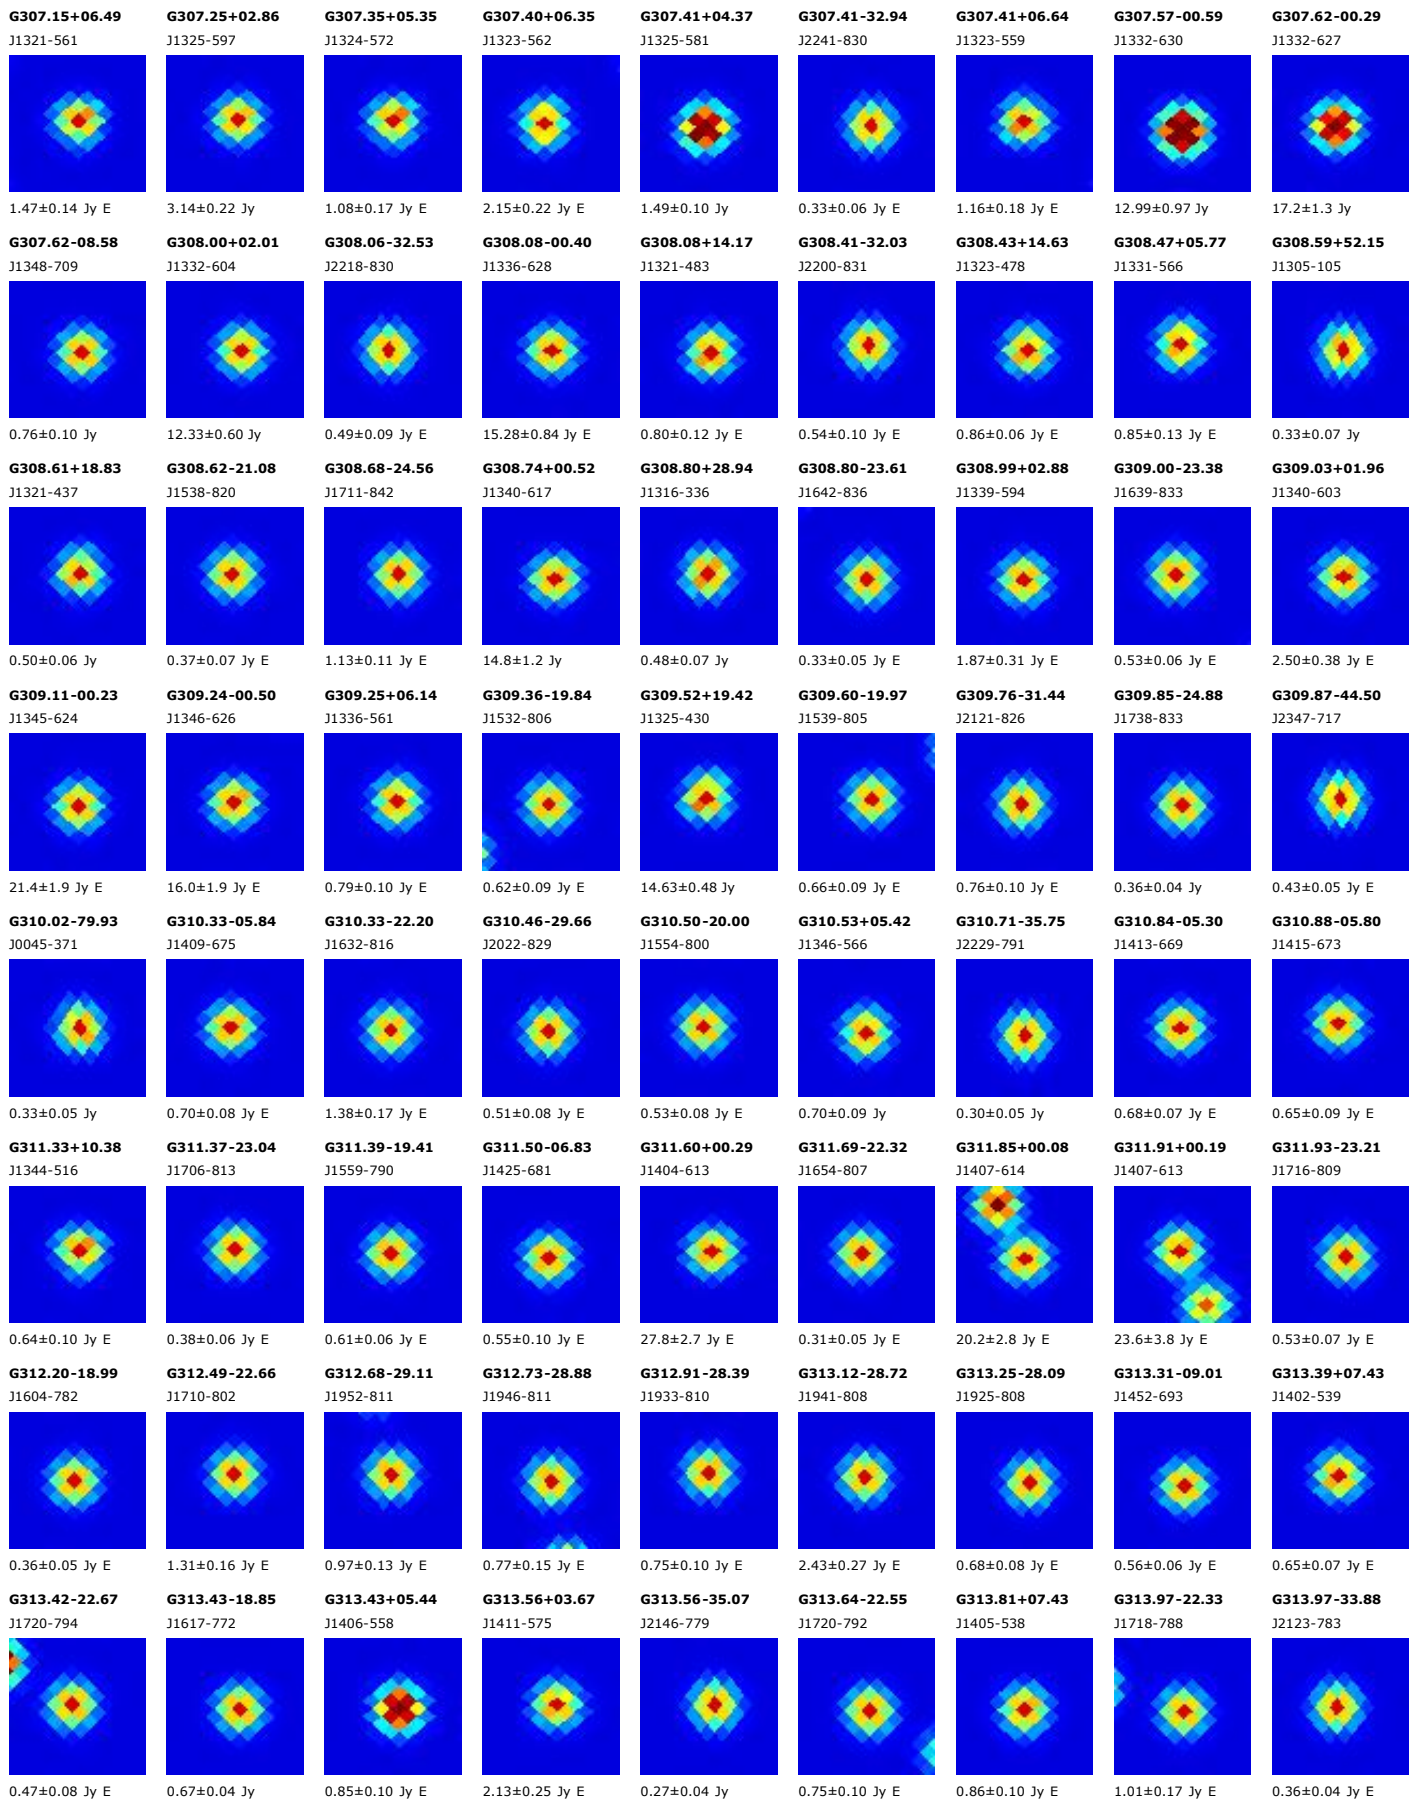 G307.15+06.49 G307.25+02.86 G307.35+05.35 G307.40+06.35 G307.41+04.37 G307.41-32.94 G307.41+06.64 G307.57-00.59 G307.62-00.29
J1321-561 J1325-597 J1324-572 J1323-562 J1325-581 J2241-830 J1323-559 J1332-630 J1332-627
1.47±0.14 Jy E 3.14±0.22 Jy 1.08±0.17 Jy E 2.15±0.22 Jy E 1.49±0.10 Jy 0.33±0.06 Jy E 1.16±0.18 Jy E 12.99±0.97 Jy 17.2±1.3 Jy
G307.62-08.58 G308.00+02.01 G308.06-32.53 G308.08-00.40 G308.08+14.17 G308.41-32.03 G308.43+14.63 G308.47+05.77 G308.59+52.15
J1348-709 J1332-604 J2218-830 J1336-628 J1321-483 J2200-831 J1323-478 J1331-566 J1305-105
0.76±0.10 Jy 12.33±0.60 Jy 0.49±0.09 Jy E 15.28±0.84 Jy E 0.80±0.12 Jy E 0.54±0.10 Jy E 0.86±0.06 Jy E 0.85±0.13 Jy E 0.33±0.07 Jy
G308.61+18.83 G308.62-21.08 G308.68-24.56 G308.74+00.52 G308.80+28.94 G308.80-23.61 G308.99+02.88 G309.00-23.38 G309.03+01.96
J1321-437 J1538-820 J1711-842 J1340-617 J1316-336 J1642-836 J1339-594 J1639-833 J1340-603
0.50±0.06 Jy 0.37±0.07 Jy E 1.13±0.11 Jy E 14.8±1.2 Jy 0.48±0.07 Jy 0.33±0.05 Jy E 1.87±0.31 Jy E 0.53±0.06 Jy E 2.50±0.38 Jy E
G309.11-00.23 G309.24-00.50 G309.25+06.14 G309.36-19.84 G309.52+19.42 G309.60-19.97 G309.76-31.44 G309.85-24.88 G309.87-44.50
J1345-624 J1346-626 J1336-561 J1532-806 J1325-430 J1539-805 J2121-826 J1738-833 J2347-717
21.4±1.9 Jy E 16.0±1.9 Jy E 0.79±0.10 Jy E 0.62±0.09 Jy E 14.63±0.48 Jy 0.66±0.09 Jy E 0.76±0.10 Jy E 0.36±0.04 Jy 0.43±0.05 Jy E
G310.02-79.93 G310.33-05.84 G310.33-22.20 G310.46-29.66 G310.50-20.00 G310.53+05.42 G310.71-35.75 G310.84-05.30 G310.88-05.80
J0045-371 J1409-675 J1632-816 J2022-829 J1554-800 J1346-566 J2229-791 J1413-669 J1415-673
0.33±0.05 Jy 0.70±0.08 Jy E 1.38±0.17 Jy E 0.51±0.08 Jy E 0.53±0.08 Jy E 0.70±0.09 Jy 0.30±0.05 Jy 0.68±0.07 Jy E 0.65±0.09 Jy E
G311.33+10.38 G311.37-23.04 G311.39-19.41 G311.50-06.83 G311.60+00.29 G311.69-22.32 G311.85+00.08 G311.91+00.19 G311.93-23.21
J1344-516 J1706-813 J1559-790 J1425-681 J1404-613 J1654-807 J1407-614 J1407-613 J1716-809
0.64±0.10 Jy E 0.38±0.06 Jy E 0.61±0.06 Jy E 0.55±0.10 Jy E 27.8±2.7 Jy E 0.31±0.05 Jy E 20.2±2.8 Jy E 23.6±3.8 Jy E 0.53±0.07 Jy E
G312.20-18.99 G312.49-22.66 G312.68-29.11 G312.73-28.88 G312.91-28.39 G313.12-28.72 G313.25-28.09 G313.31-09.01 G313.39+07.43
J1604-782 J1710-802 J1952-811 J1946-811 J1933-810 J1941-808 J1925-808 J1452-693 J1402-539
0.36±0.05 Jy E 1.31±0.16 Jy E 0.97±0.13 Jy E 0.77±0.15 Jy E 0.75±0.10 Jy E 2.43±0.27 Jy E 0.68±0.08 Jy E 0.56±0.06 Jy E 0.65±0.07 Jy E
G313.42-22.67 G313.43-18.85 G313.43+05.44 G313.56+03.67 G313.56-35.07 G313.64-22.55 G313.81+07.43 G313.97-22.33 G313.97-33.88
J1720-794 J1617-772 J1406-558 J1411-575 J2146-779 J1720-792 J1405-538 J1718-788 J2123-783
0.47±0.08 Jy E 0.67±0.04 Jy 0.85±0.10 Jy E 2.13±0.25 Jy E 0.27±0.04 Jy 0.75±0.10 Jy E 0.86±0.10 Jy E 1.01±0.17 Jy E 0.36±0.04 Jy E